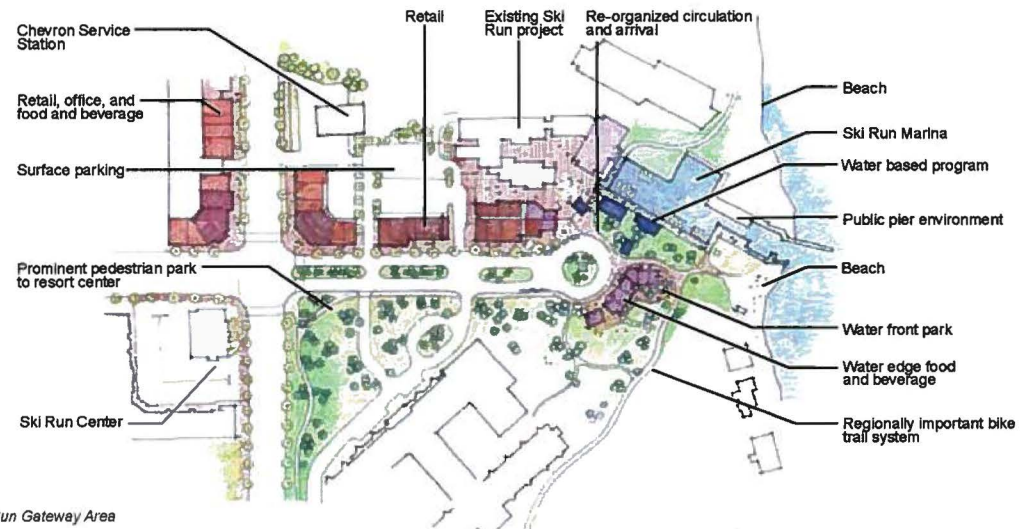 Chevron Service
Station
Retail
Existing Ski
Run project
Re-organized circulation
and arrival
Retail, office, and
food and beverage
Surface parking
Prominent pedestrian park
to resort center
Ski Run Center
Beach
Ski Run Marina
Water based program
Public pier environment
Beach
Water front park
Water edge food
and beverage
Regionally important bike
trail system
un Gateway Area